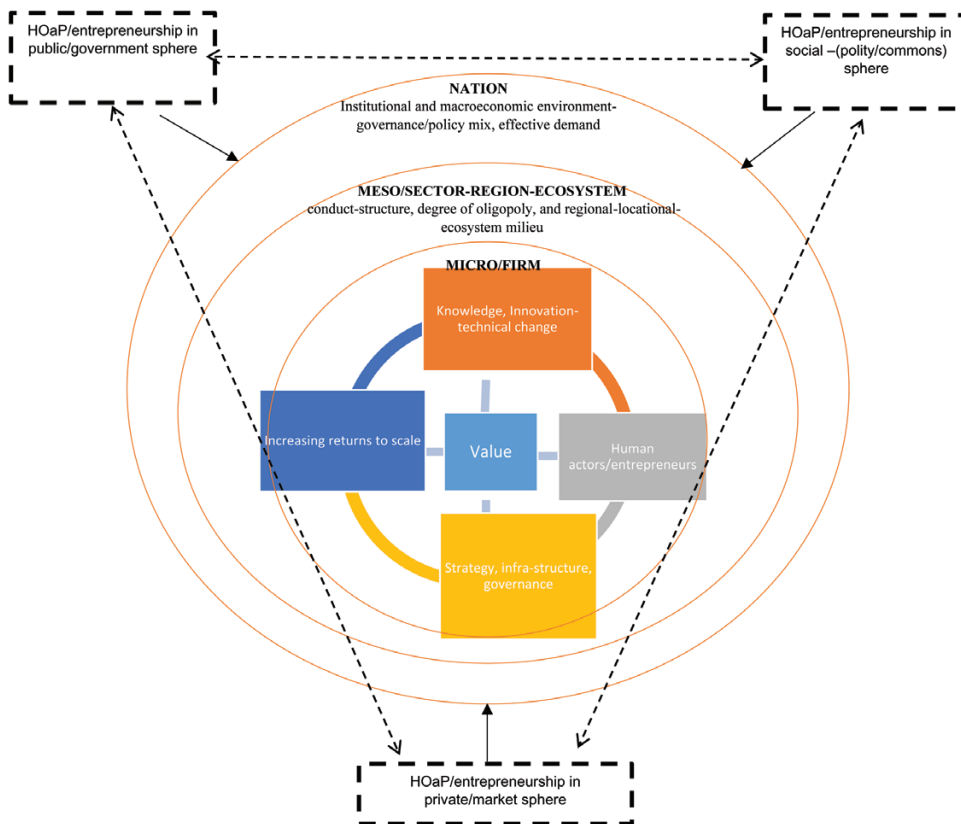 HOaP/entrepreneurship in
public/government sphere
HOaP/entrepreneurship in
social –(polity/commons)
sphere
NATION
Institutional and macroeconomic environment-
governance/policy mix, effective demand
MESO/SECTOR-REGION-ECOSYSTEM
conduct-structure, degree of oligopoly, and regional-locational-
ecosystem milieu
MICRO/FIRM
Knowledge, Innovation-
technical change
Increasing returns to scale
Value
Human
actors/entrepreneurs
Strategy, infra-structure,
governance
HOaP/entrepreneurship in
private/market sphere